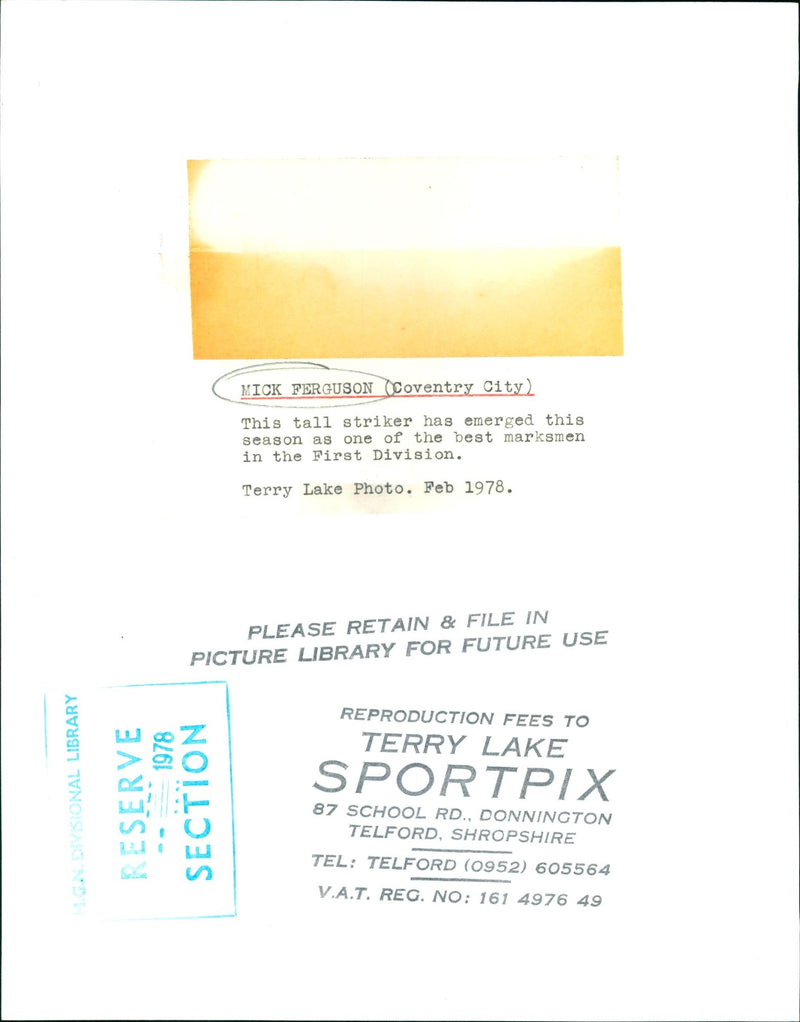 MICK FERGUSON (Coventry City)
This tall striker has emerged this
season as one of the best marksmen
in the First Division.
Terry Lake Photo. Feb 1978.
PLEASE RETAIN & FILE IN
PICTURE LIBRARY FOR FUTURE USE
REPRODUCTION FEES TO
TERRY LAKE
SPORTPIX
87 SCHOOL RD., DONNINGTON
TELFORD, SHROPSHIRE
TEL: TELFORD (0952) 605564
V.A.T. REG. NO: 161 4976 49
M.G.N. DIVISIONAL LIBRARY
RESERVE
1978
SECTION